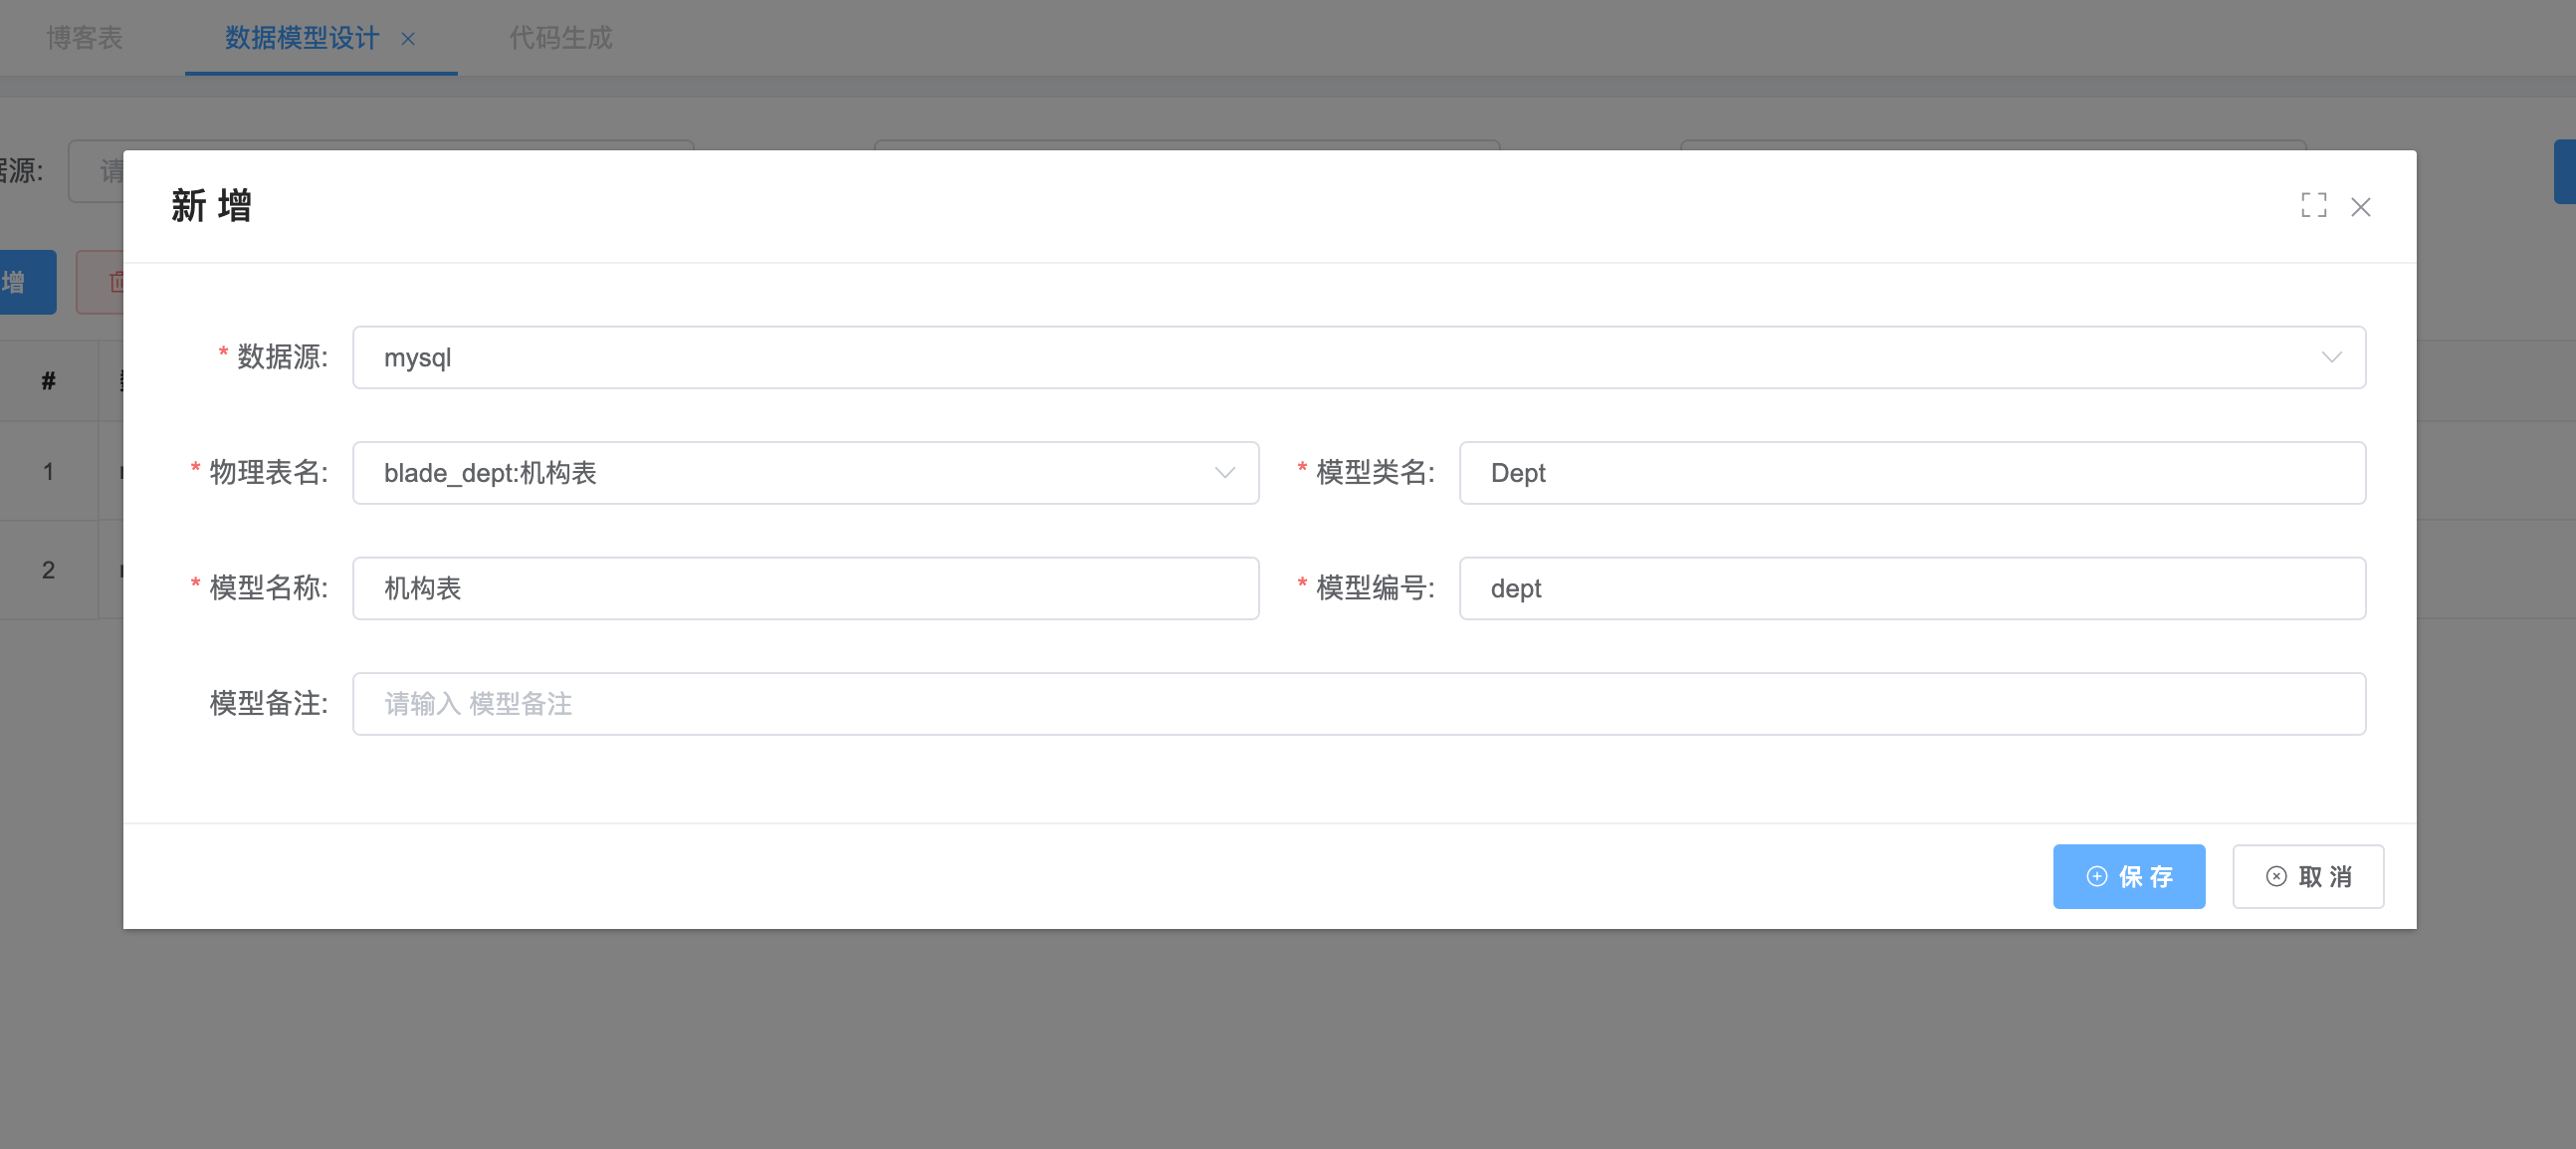 博客表 数据模型设计 代码生成
据源: 请
新 增
增
* 数据源: mysql
#
* 物理表名: blade_dept:机构表 * 模型类名: Dept
1
* 模型名称: 机构表 * 模型编号: dept
2
模型备注: 请输入 模型备注
保 存 取 消